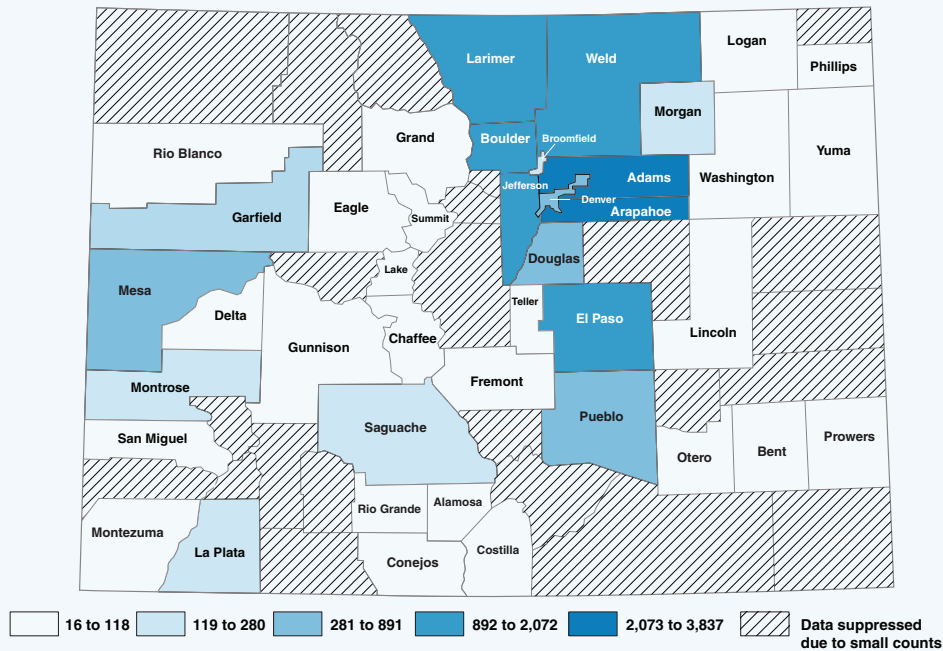 Logan
Larimer
Weld
Phillips
Morgan
Grand
Boulder
Broomfield
Yuma
Rio Blanco
Adams
Washington
Jefferson
Denver
Eagle
Arapahoe
Garfield
Summit
Douglas
Lake
Mesa
Teller
Delta
El Paso
Lincoln
Chaffee
Gunnison
Fremont
Montrose
Pueblo
Saguache
San Miguel
Prowers
Bent
Otero
Alamosa
Rio Grande
Montezuma
La Plata
Costilla
Conejos
16 to 118
119 to 280
281 to 891
892 to 2,072
2,073 to 3,837
Data suppressed
due to small counts